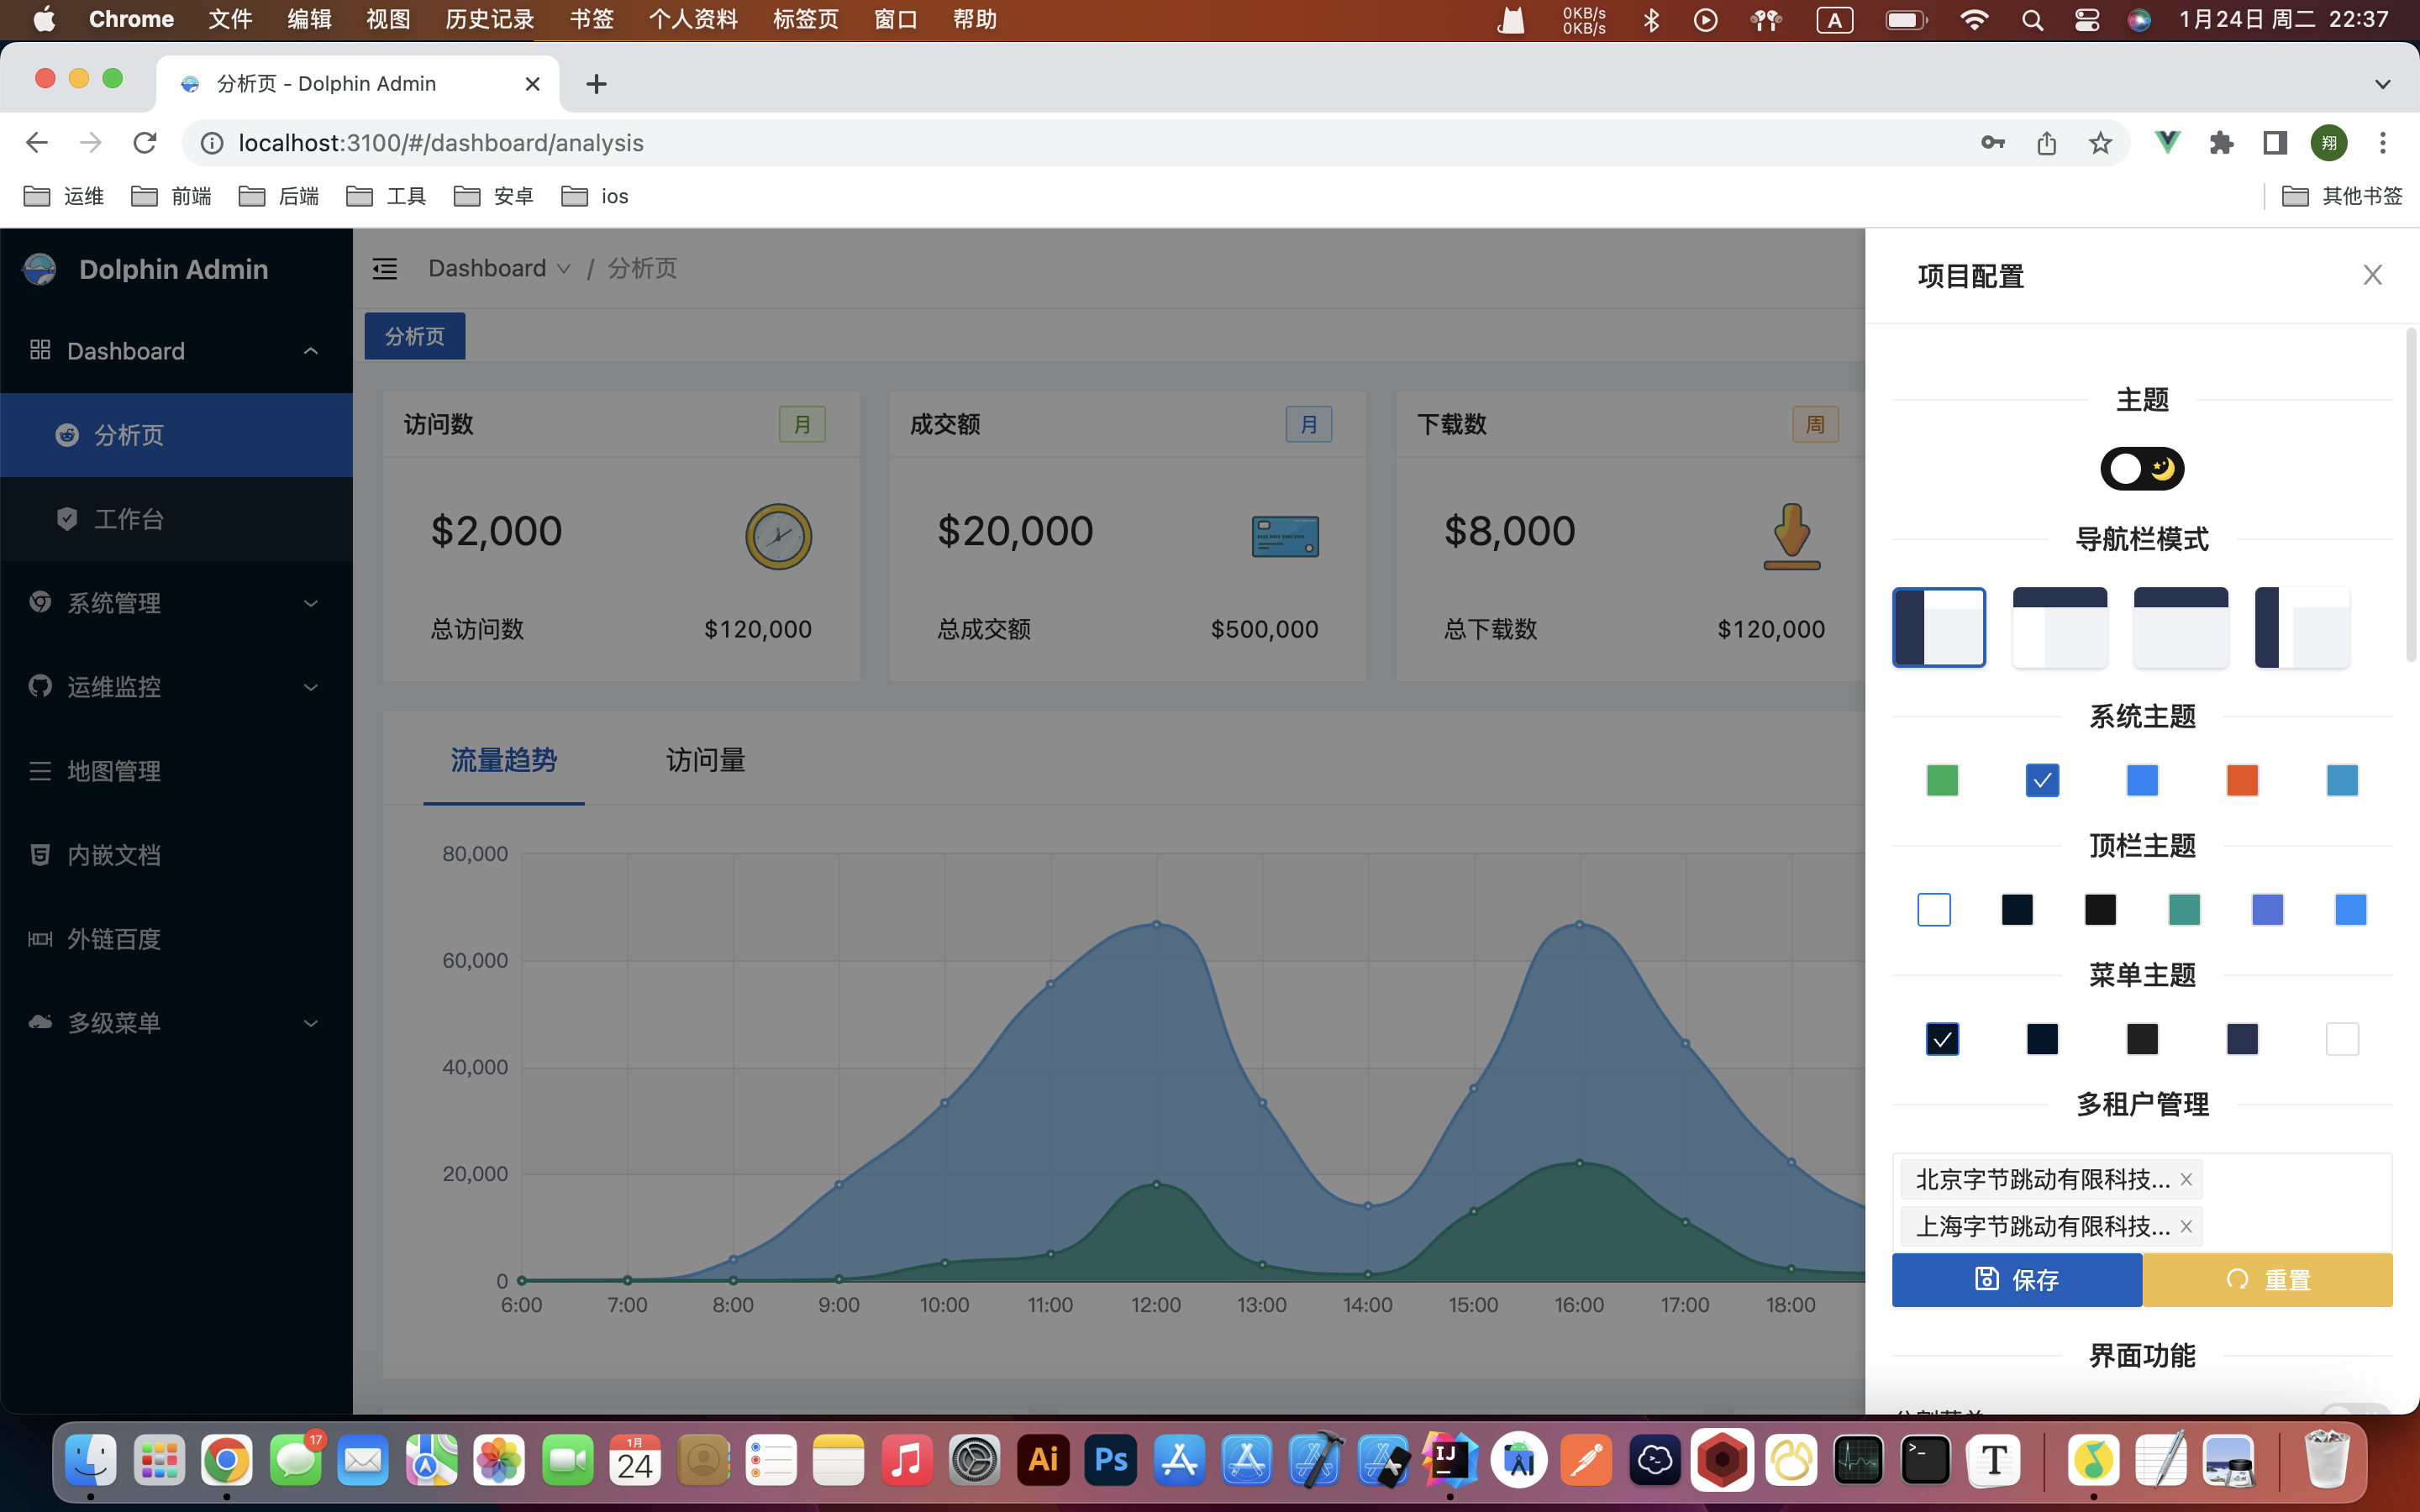 Chrome 文件 编辑 视图 历史记录 书签 个人资料 标签页 窗口 帮助 0KB/s 0KB/s A 1月24日 周二 22:37
分析页 - Dolphin Admin
localhost:3100/#/dashboard/analysis 翔
运维 前端 后端 工具 安卓 ios 其他书签
Dolphin Admin
Dashboard
分析页
工作台
系统管理
运维监控
地图管理
内嵌文档
外链百度
多级菜单
Dashboard / 分析页
分析页
访问数 月
$2,000
总访问数 $120,000
成交额 月
$20,000
总成交额 $500,000
下载数 周
$8,000
总下载数 $120,000
流量趋势 访问量
80,000
60,000
40,000
20,000
0
6:00 7:00 8:00 9:00 10:00 11:00 12:00 13:00 14:00 15:00 16:00 17:00 18:00
项目配置
主题
导航栏模式
系统主题
顶栏主题
菜单主题
多租户管理
北京字节跳动有限科技...
上海字节跳动有限科技...
保存 重置
界面功能
17
1月
24
Ai
Ps
IJ
T